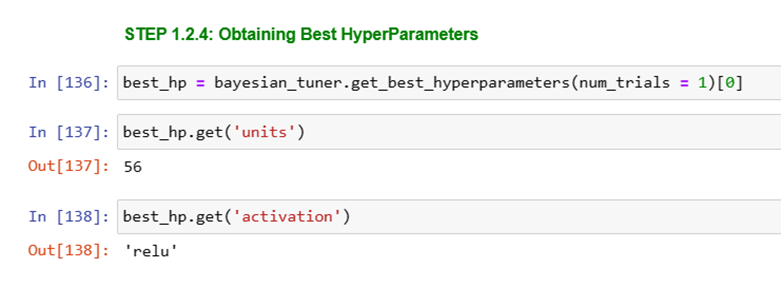 STEP 1.2.4: Obtaining Best HyperParameters
In [136]: best_hp = bayesian_tuner.get_best_hyperparameters(num_trials = 1)[0]
In [137]: best_hp.get('units')
Out[137]: 56
In [138]: best_hp.get('activation')
Out[138]: 'relu'